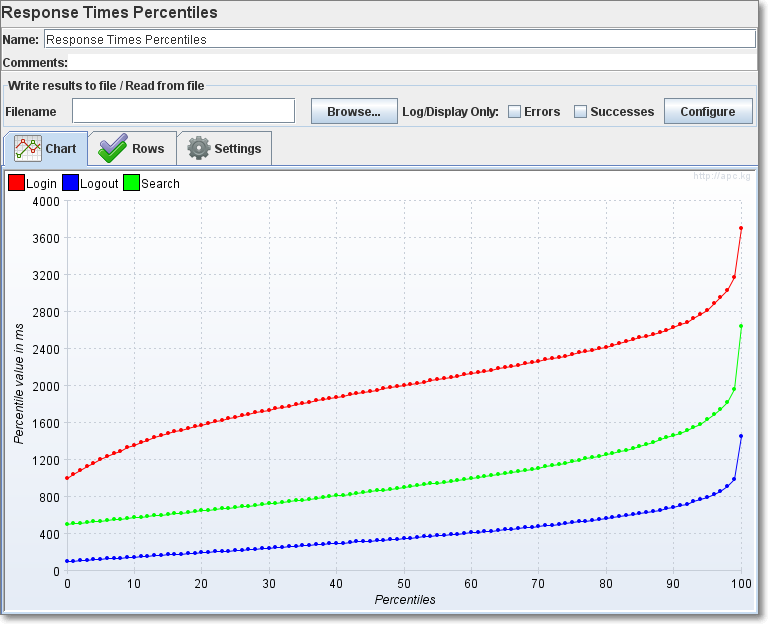 Response Times Percentiles
Name: Response Times Percentiles
Comments:
Write results to file / Read from file
Filename Browse... Log/Display Only: Errors Successes Configure
Chart Rows Settings
http://apc.kg
Login Logout Search
4000
3600
3200
2800
2400
2000
1600
1200
800
400
0
Percentile value in ms
0 10 20 30 40 50 60 70 80 90 100
Percentiles